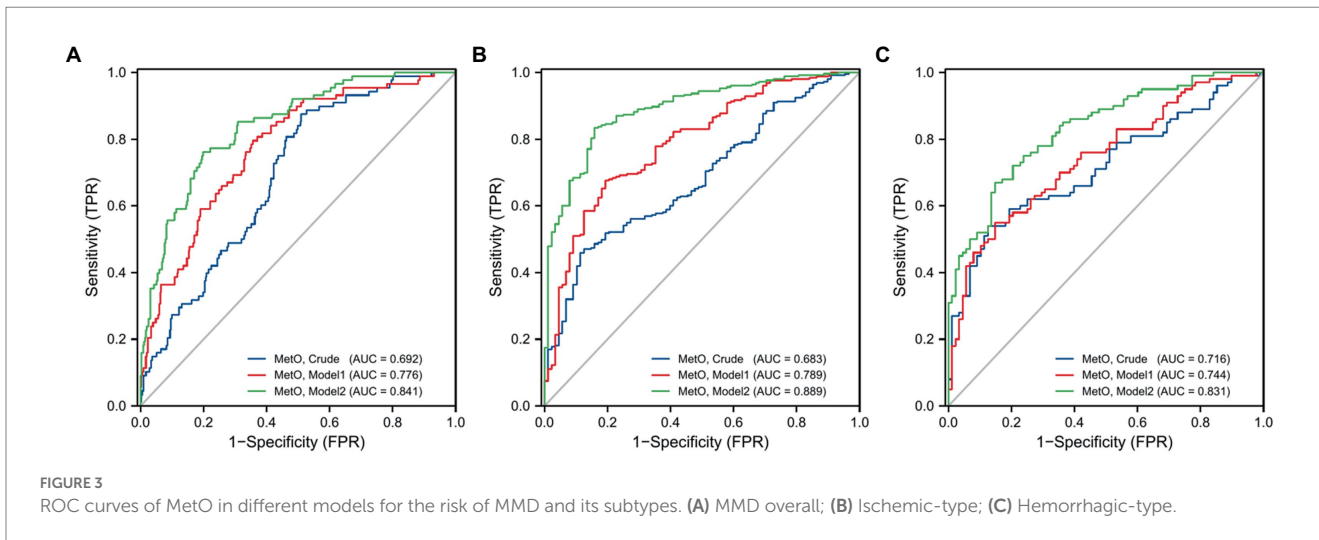 A
1.0
0.8
0.6
0.4
0.2
0.0
Sensitivity (TPR)
MetO, Crude (AUC = 0.692)
MetO, Model1 (AUC = 0.776)
MetO, Model2 (AUC = 0.841)
0.0 0.2 0.4 0.6 0.8 1.0
1−Specificity (FPR)
B
1.0
0.8
0.6
0.4
0.2
0.0
Sensitivity (TPR)
MetO, Crude (AUC = 0.683)
MetO, Model1 (AUC = 0.789)
MetO, Model2 (AUC = 0.889)
0.0 0.2 0.4 0.6 0.8 1.0
1−Specificity (FPR)
C
1.0
0.8
0.6
0.4
0.2
0.0
Sensitivity (TPR)
MetO, Crude (AUC = 0.716)
MetO, Model1 (AUC = 0.744)
MetO, Model2 (AUC = 0.831)
0.0 0.2 0.4 0.6 0.8 1.0
1−Specificity (FPR)
FIGURE 3
ROC curves of MetO in different models for the risk of MMD and its subtypes. (A) MMD overall; (B) Ischemic-type; (C) Hemorrhagic-type.